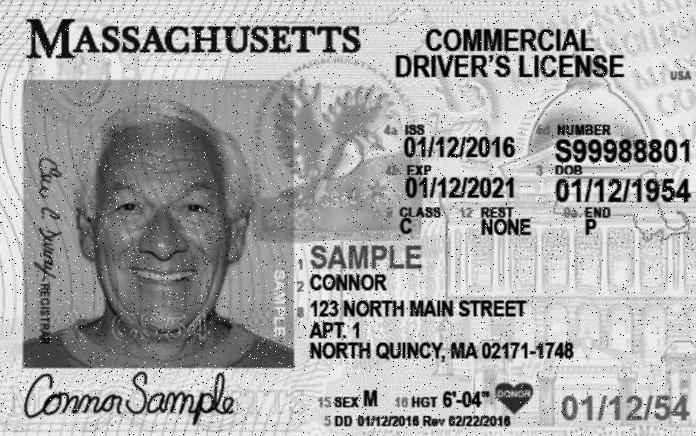 MASSACHUSETTS
COMMERCIAL
DRIVER'S LICENSE
USA
4a ISS
01/12/2016
4d NUMBER
S99988801
4b EXP
01/12/2021
3 DOB
01/12/1954
9 CLASS
C
12 REST
NONE
9a END
P
REGISTRAR
SAMPLE
1 SAMPLE
2 CONNOR
8 123 NORTH MAIN STREET
APT. 1
NORTH QUINCY, MA 02171-1748
Connor Sample
15 SEX M 16 HGT 6'-04" DONOR
01/12/54
5 DD 01/12/2016 Rev 02/22/2016